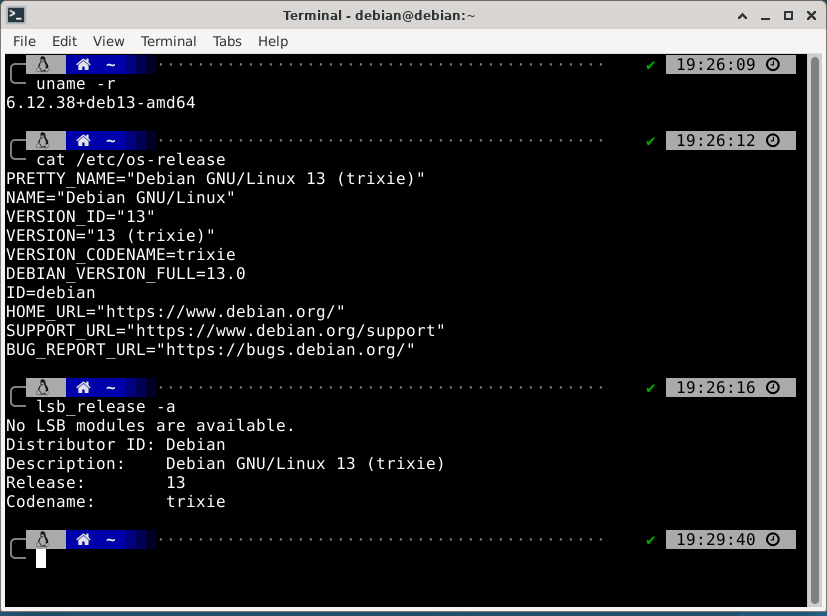 Terminal - debian@debian:~
File Edit View Terminal Tabs Help
~ ✔ 19:26:09
uname -r
6.12.38+deb13-amd64
~ ✔ 19:26:12
cat /etc/os-release
PRETTY_NAME="Debian GNU/Linux 13 (trixie)"
NAME="Debian GNU/Linux"
VERSION_ID="13"
VERSION="13 (trixie)"
VERSION_CODENAME=trixie
DEBIAN_VERSION_FULL=13.0
ID=debian
HOME_URL="https://www.debian.org/"
SUPPORT_URL="https://www.debian.org/support"
BUG_REPORT_URL="https://bugs.debian.org/"
~ ✔ 19:26:16
lsb_release -a
No LSB modules are available.
Distributor ID: Debian
Description: Debian GNU/Linux 13 (trixie)
Release: 13
Codename: trixie
~ ✔ 19:29:40